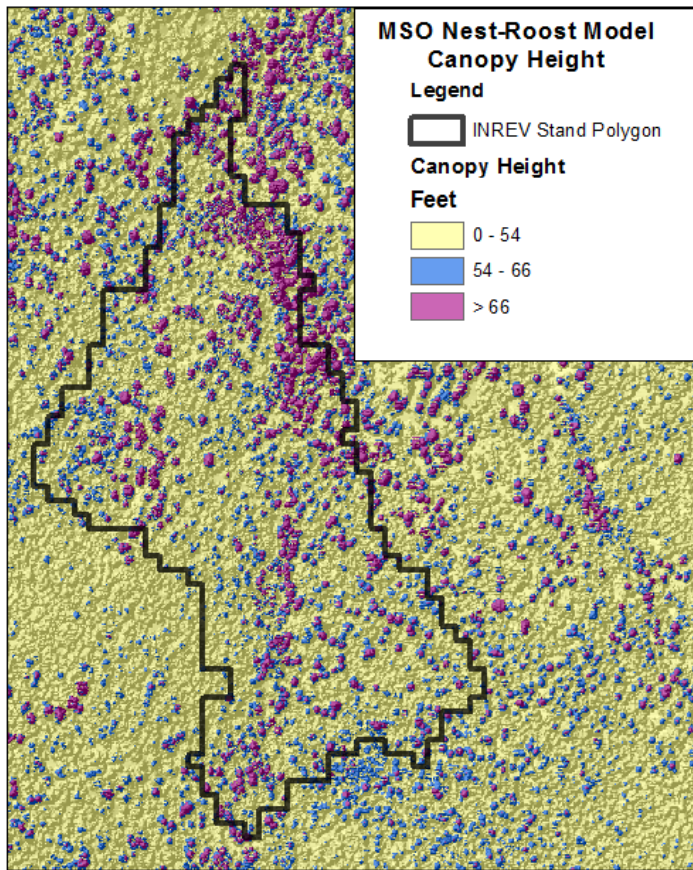 MSO Nest-Roost Model
Canopy Height
Legend
INREV Stand Polygon
Canopy Height
Feet
0 - 54
54 - 66
> 66